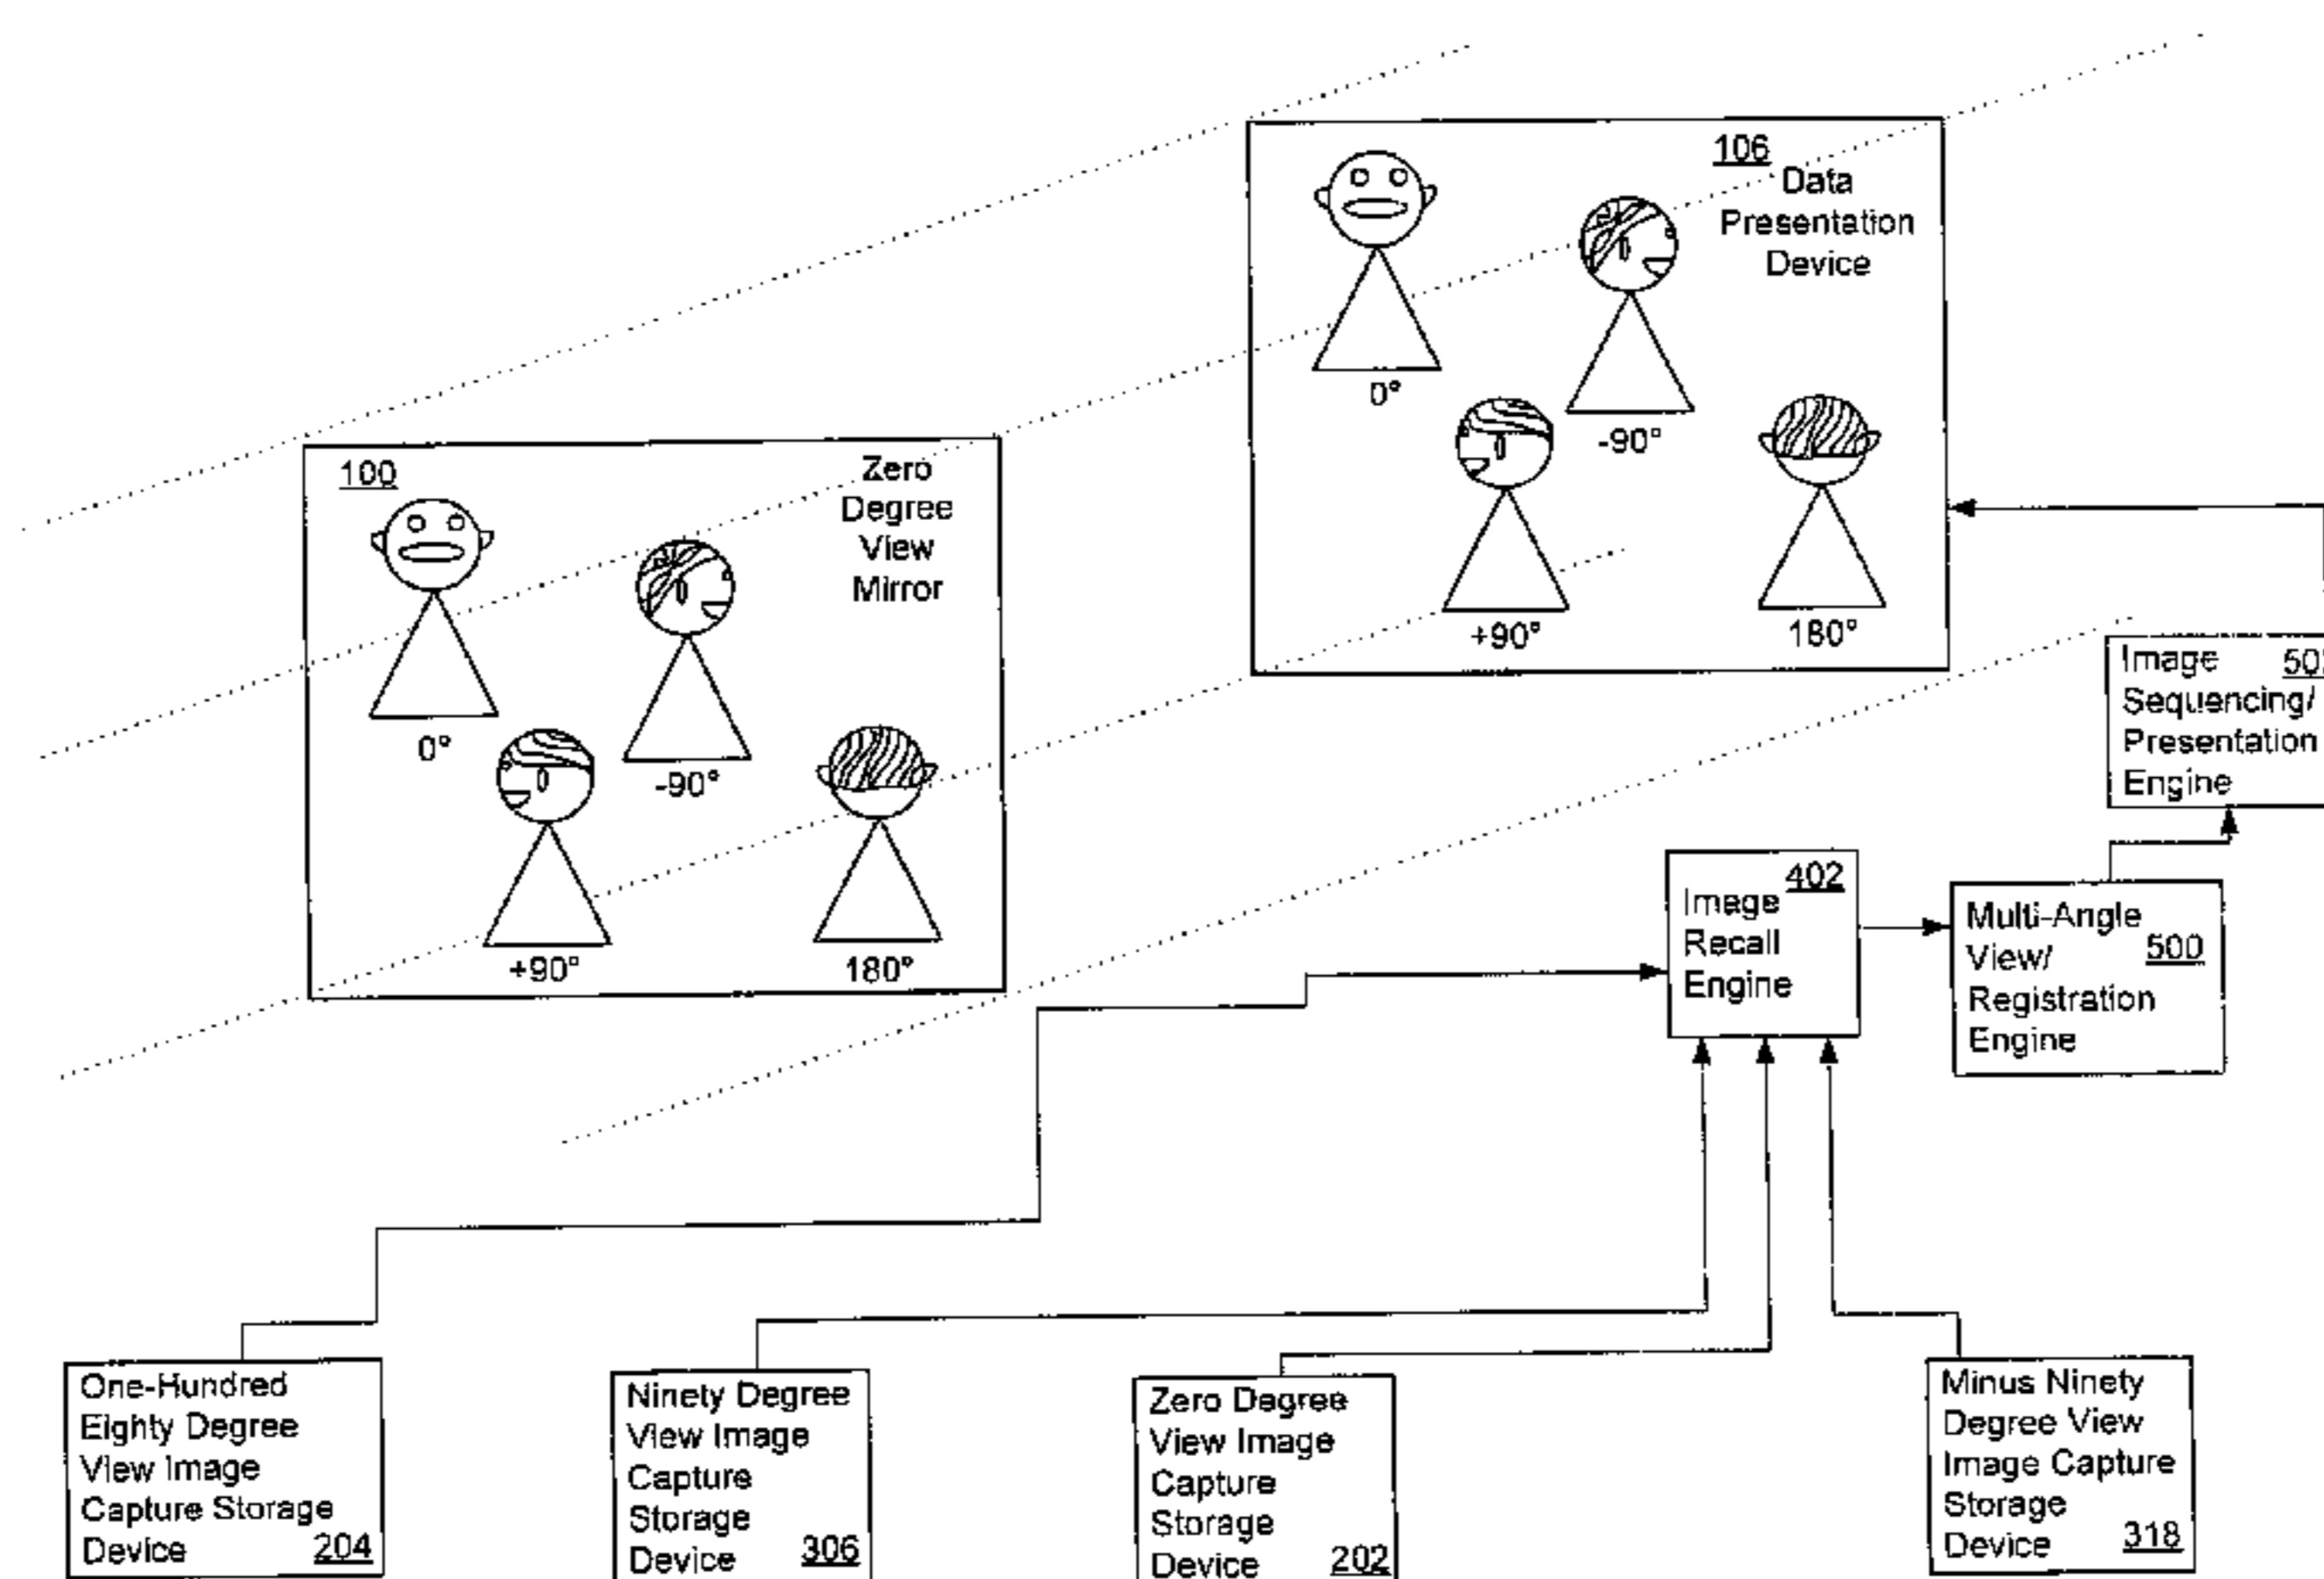 106
Data
Presentation
Device
0°
-90°
+90°
180°
100
Zero
Degree
View
Mirror
0°
-90°
+90°
180°
Image
Sequencing/
Presentation
Engine
402
Image
Recall
Engine
Multi-Angle
View/
500
Registration
Engine
One-Hundred
Eighty Degree
View Image
Capture Storage
Device 204
Ninety Degree
View Image
Capture
Storage
Device 306
Zero Degree
View Image
Capture
Storage
Device 202
Minus Ninety
Degree View
Image Capture
Storage
Device 318